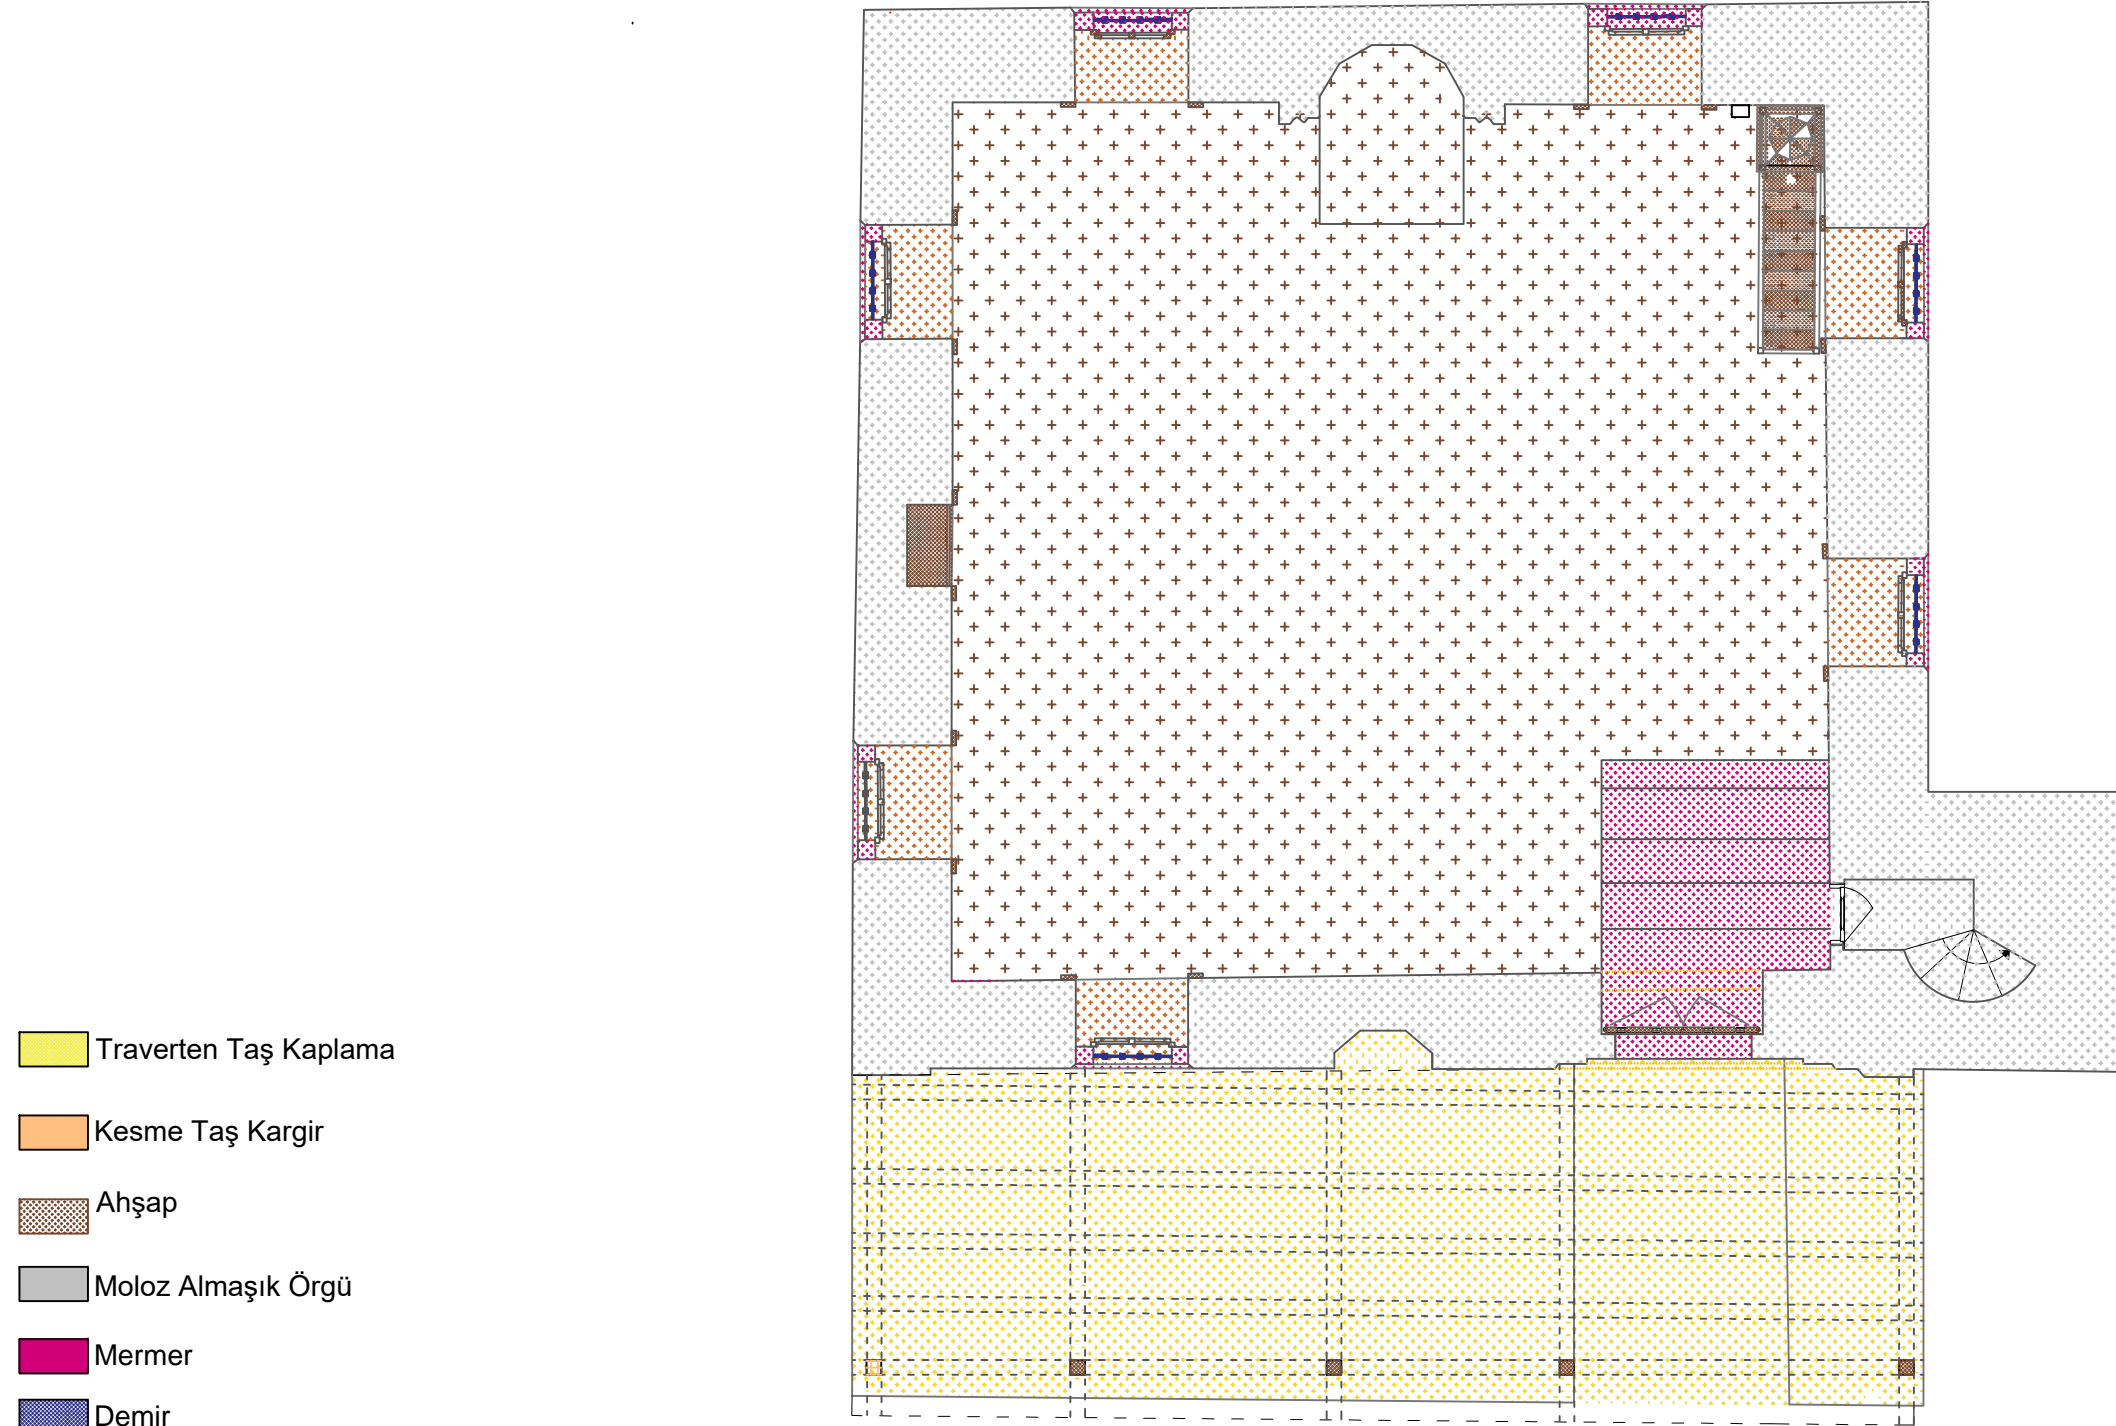 Traverten Taş Kaplama
Kesme Taş Kargir
Ahşap
Moloz Almaşık Örgü
Mermer
Demir